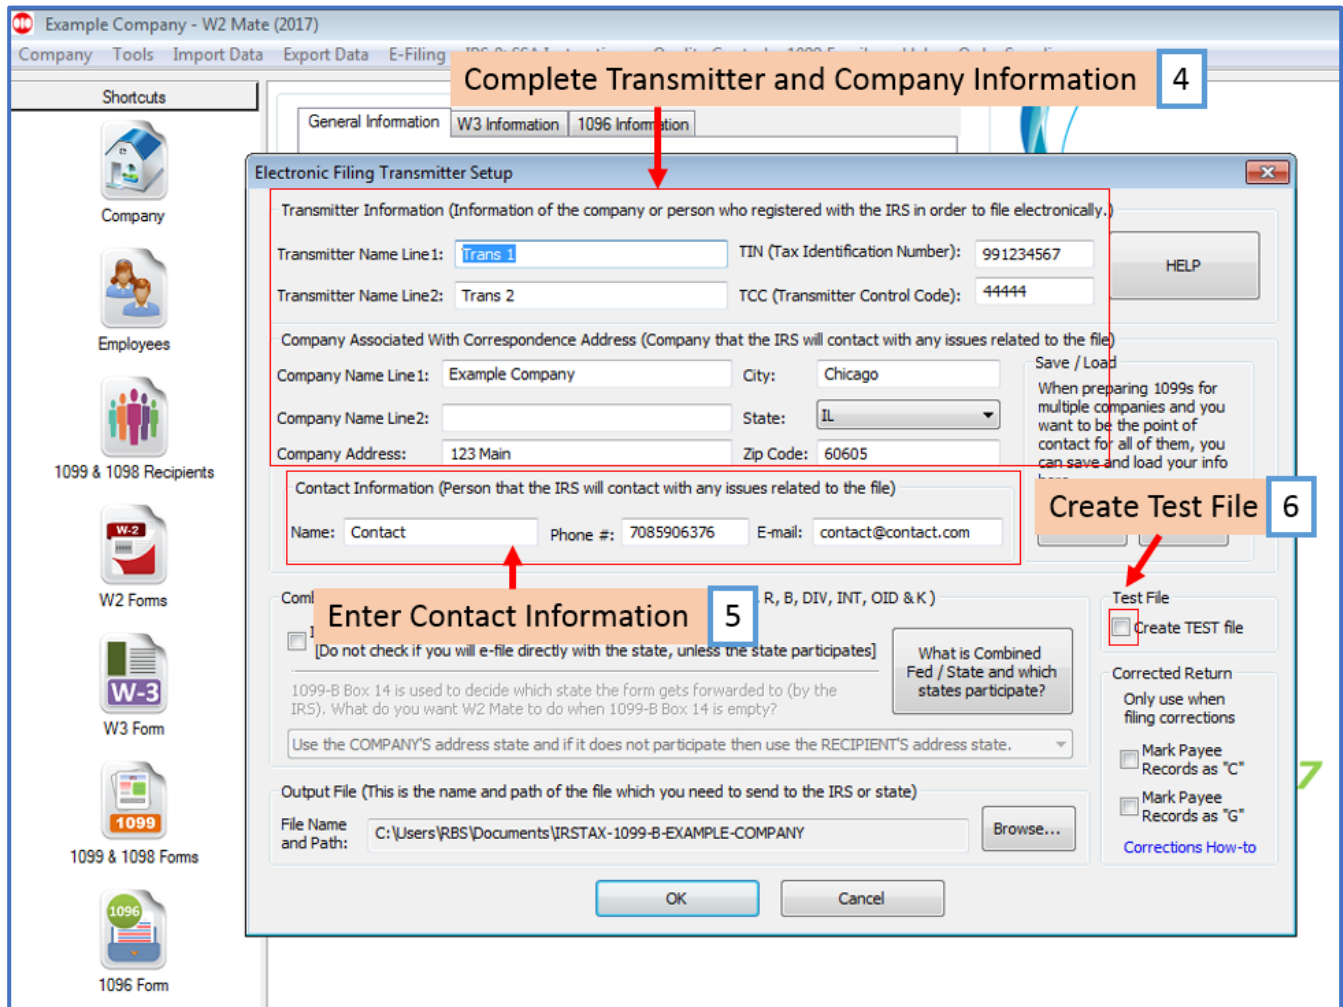 Example Company - W2 Mate (2017)
Company Tools Import Data Export Data E-Filing
Complete Transmitter and Company Information 4
Shortcuts
General Information W3 Information 1096 Information
Company
Employees
1099 & 1098 Recipients
W-2
W2 Forms
W-3
W3 Form
1099
1099 & 1098 Forms
1096
1096 Form
Electronic Filing Transmitter Setup
Transmitter Information (Information of the company or person who registered with the IRS in order to file electronically.)
Transmitter Name Line1: Trans 1 TIN (Tax Identification Number): 991234567
HELP
Transmitter Name Line2: Trans 2 TCC (Transmitter Control Code): 44444
Company Associated With Correspondence Address (Company that the IRS will contact with any issues related to the file)
Company Name Line1: Example Company City: Chicago
Company Name Line2: State: IL
Company Address: 123 Main Zip Code: 60605
Save / Load
When preparing 1099s for
multiple companies and you
want to be the point of
contact for all of them, you
can save and load your info
Contact Information (Person that the IRS will contact with any issues related to the file)
Name: Contact Phone #: 7085906376 E-mail: contact@contact.com
Create Test File 6
Enter Contact Information 5
R, B, DIV, INT, OID & K )
[Do not check if you will e-file directly with the state, unless the state participates]
1099-B Box 14 is used to decide which state the form gets forwarded to (by the
IRS). What do you want W2 Mate to do when 1099-B Box 14 is empty?
Use the COMPANY'S address state and if it does not participate then use the RECIPIENT'S address state.
What is Combined
Fed / State and which
states participate?
Test File
Create TEST file
Corrected Return
Only use when
filing corrections
Mark Payee
Records as "C"
Mark Payee
Records as "G"
Corrections How-to
7
Output File (This is the name and path of the file which you need to send to the IRS or state)
File Name
and Path: C:\Users\RBS\Documents\IRSTAX-1099-B-EXAMPLE-COMPANY
Browse...
OK Cancel